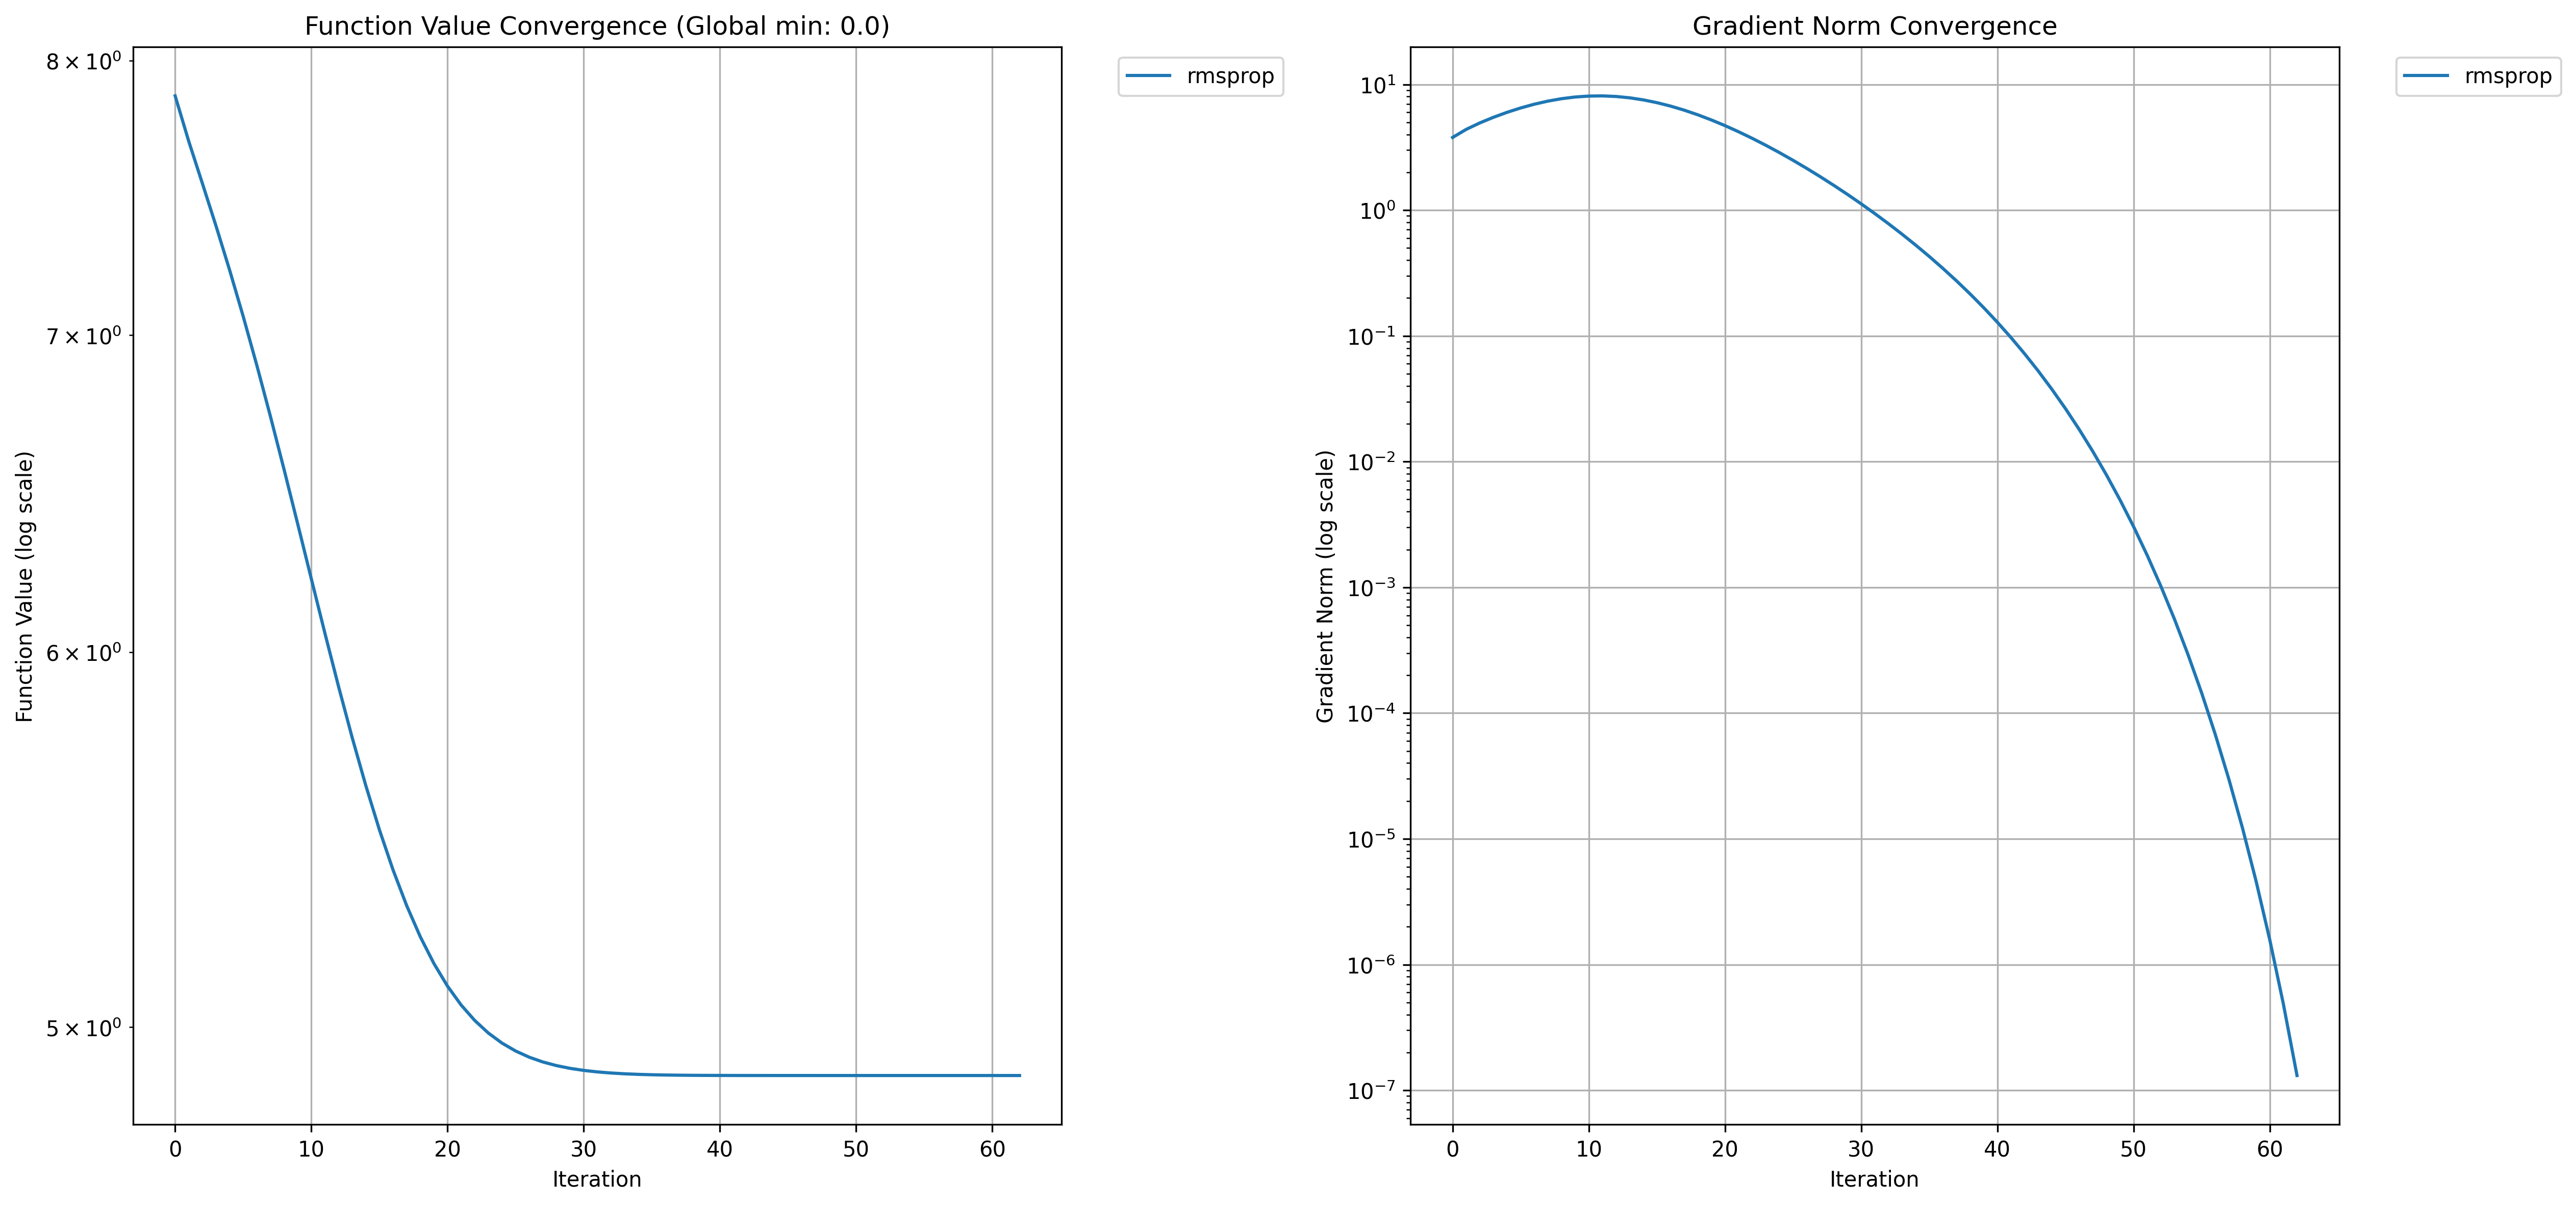 Function Value Convergence (Global min: 0.0)
8 × 10⁰
7 × 10⁰
6 × 10⁰
5 × 10⁰
Function Value (log scale)
0 10 20 30 40 50 60
Iteration
rmsprop
Gradient Norm Convergence
10¹
10⁰
10⁻¹
10⁻²
10⁻³
10⁻⁴
10⁻⁵
10⁻⁶
10⁻⁷
Gradient Norm (log scale)
0 10 20 30 40 50 60
Iteration
rmsprop